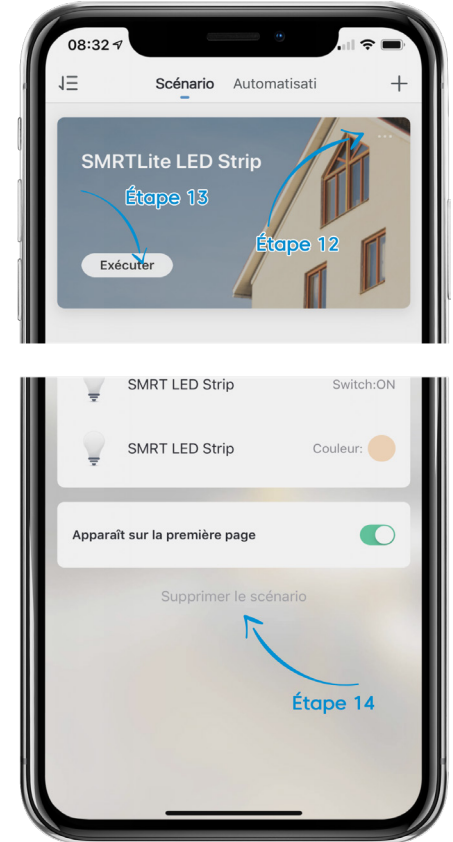 08:32
Scénario Automatisati
SMRTLite LED Strip
Étape 13
Étape 12
Exécuter
SMRT LED Strip Switch:ON
SMRT LED Strip Couleur:
Apparaît sur la première page
Supprimer le scénario
Étape 14